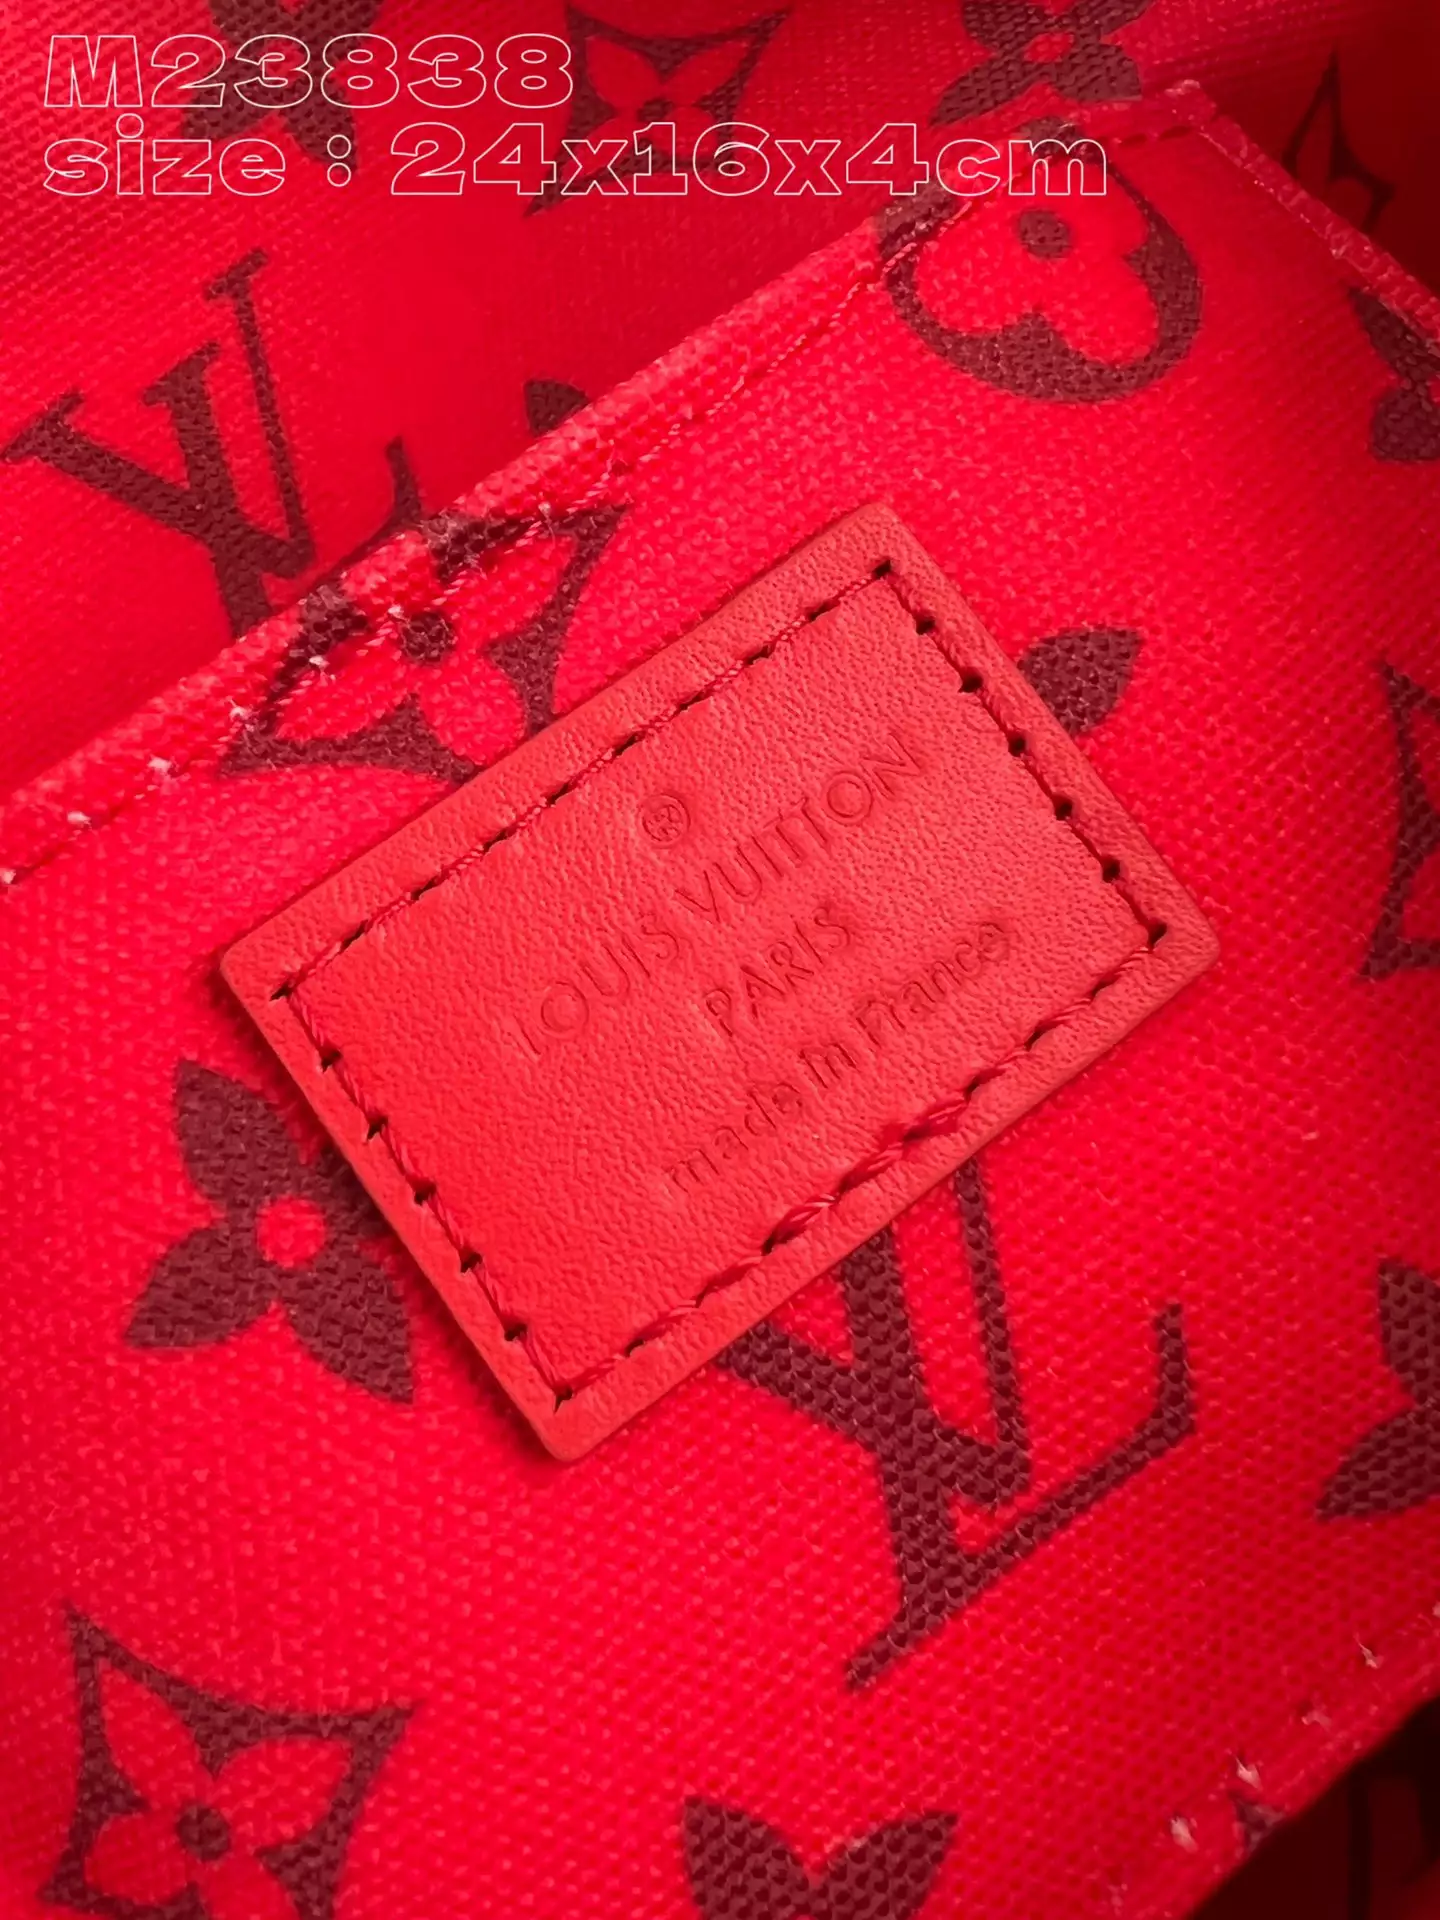 M23838
size : 24x16x4cm
®
LOUIS VUITTON
PARIS
made in France